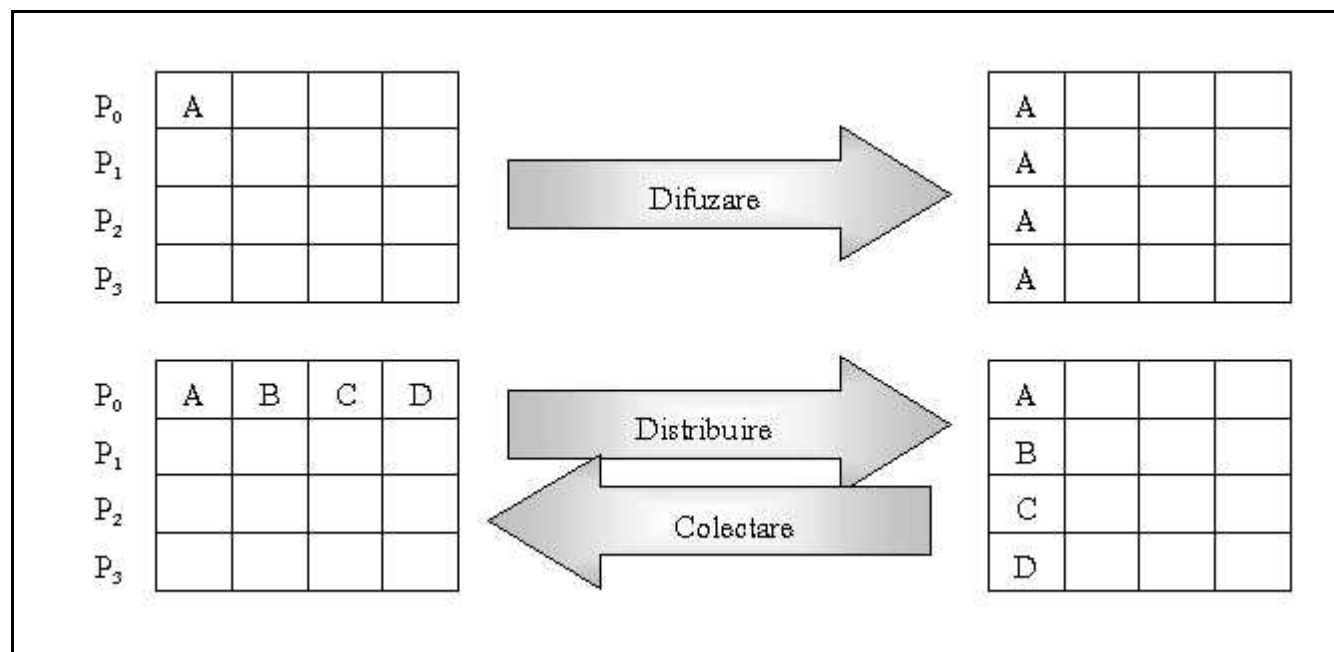 P₀ A A
P₁ A
Difuzare
P₂ A
P₃ A
P₀ A B C D A
Distribuire
P₁ B
P₂ C
Colectare
P₃ D